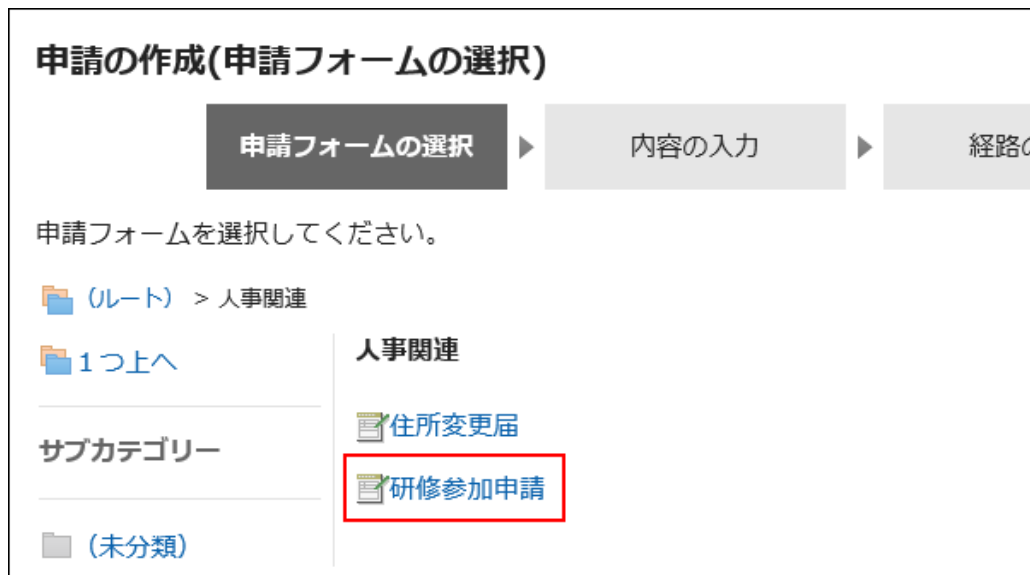 申請の作成(申請フォームの選択)
申請フォームの選択 内容の入力 経路の
申請フォームを選択してください。
（ルート） > 人事関連
１つ上へ
サブカテゴリー
（未分類）
人事関連
住所変更届
研修参加申請